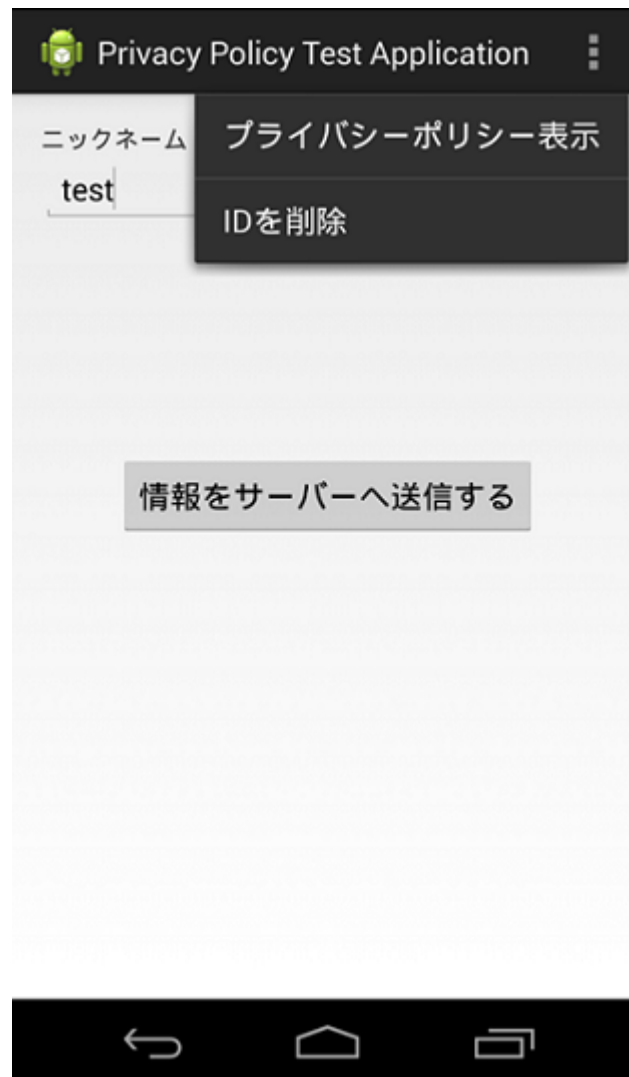 Privacy Policy Test Application
ニックネーム
プライバシーポリシー表示
test
IDを削除
情報をサーバーへ送信する